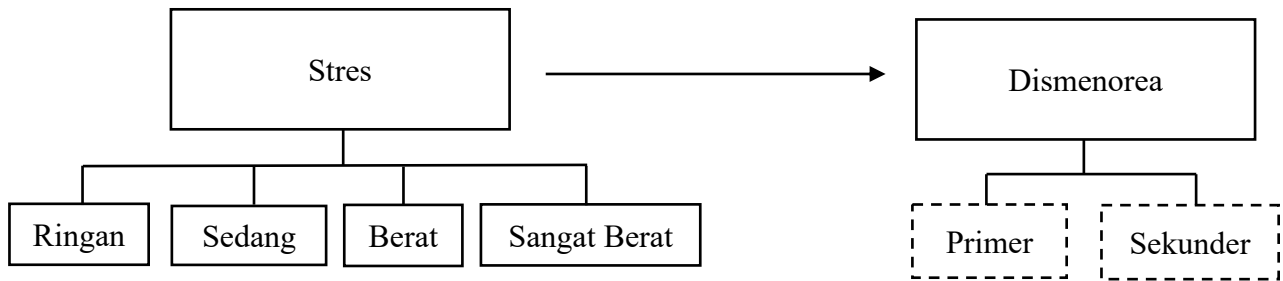 Stres
Dismenorea
Ringan
Sedang
Berat
Sangat Berat
Primer
Sekunder